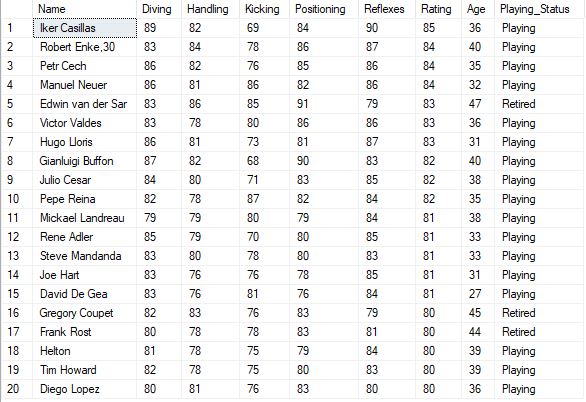 Name Diving Handling Kicking Positioning Reflexes Rating Age Playing_Status
1 Iker Casillas 89 82 69 84 90 85 36 Playing
2 Robert Enke,30 83 84 78 86 87 84 40 Playing
3 Petr Cech 86 82 76 85 86 84 35 Playing
4 Manuel Neuer 86 81 86 82 86 84 32 Playing
5 Edwin van der Sar 83 86 85 91 79 83 47 Retired
6 Victor Valdes 83 78 80 86 86 83 36 Playing
7 Hugo Lloris 86 81 73 81 87 83 31 Playing
8 Gianluigi Buffon 87 82 68 90 83 82 40 Playing
9 Julio Cesar 84 80 71 83 85 82 38 Playing
10 Pepe Reina 82 78 87 82 84 82 35 Playing
11 Mickael Landreau 79 79 80 79 84 81 38 Playing
12 Rene Adler 85 79 70 80 85 81 33 Playing
13 Steve Mandanda 83 80 78 80 83 81 33 Playing
14 Joe Hart 83 76 76 78 85 81 31 Playing
15 David De Gea 83 76 81 76 84 81 27 Playing
16 Gregory Coupet 82 83 76 83 79 80 45 Retired
17 Frank Rost 80 78 78 83 81 80 44 Retired
18 Helton 81 78 75 79 84 80 39 Playing
19 Tim Howard 82 78 75 80 83 80 39 Playing
20 Diego Lopez 80 81 76 83 80 80 36 Playing